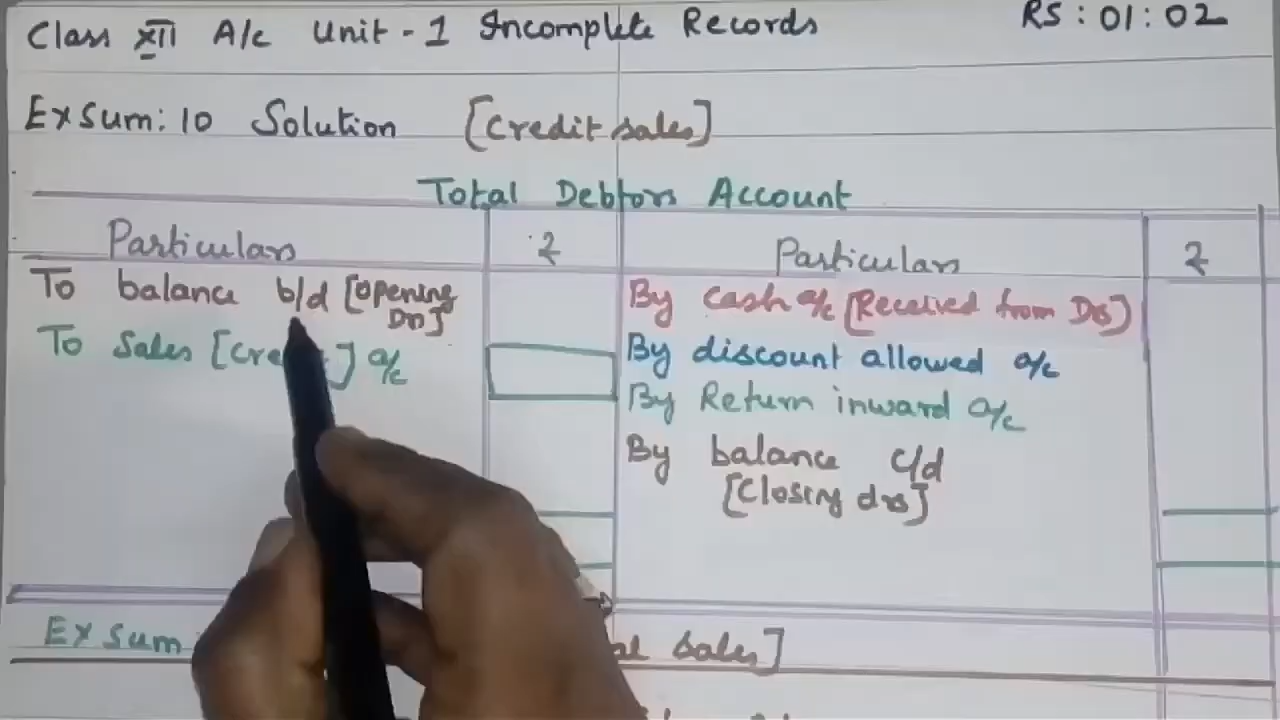 Class XII A/c Unit - 1 Incomplete Records RS : 01 : 02
Ex Sum: 10 Solution [Credit sales]
Total Debtors Account
Particulars ₹ Particulars ₹
To balance b/d [Opening Drs]
To Sales a/c
By cash a/c [Received from Drs]
By discount allowed a/c
By Return inward a/c
By balance c/d
[Closing drs]
Ex Sum sales]